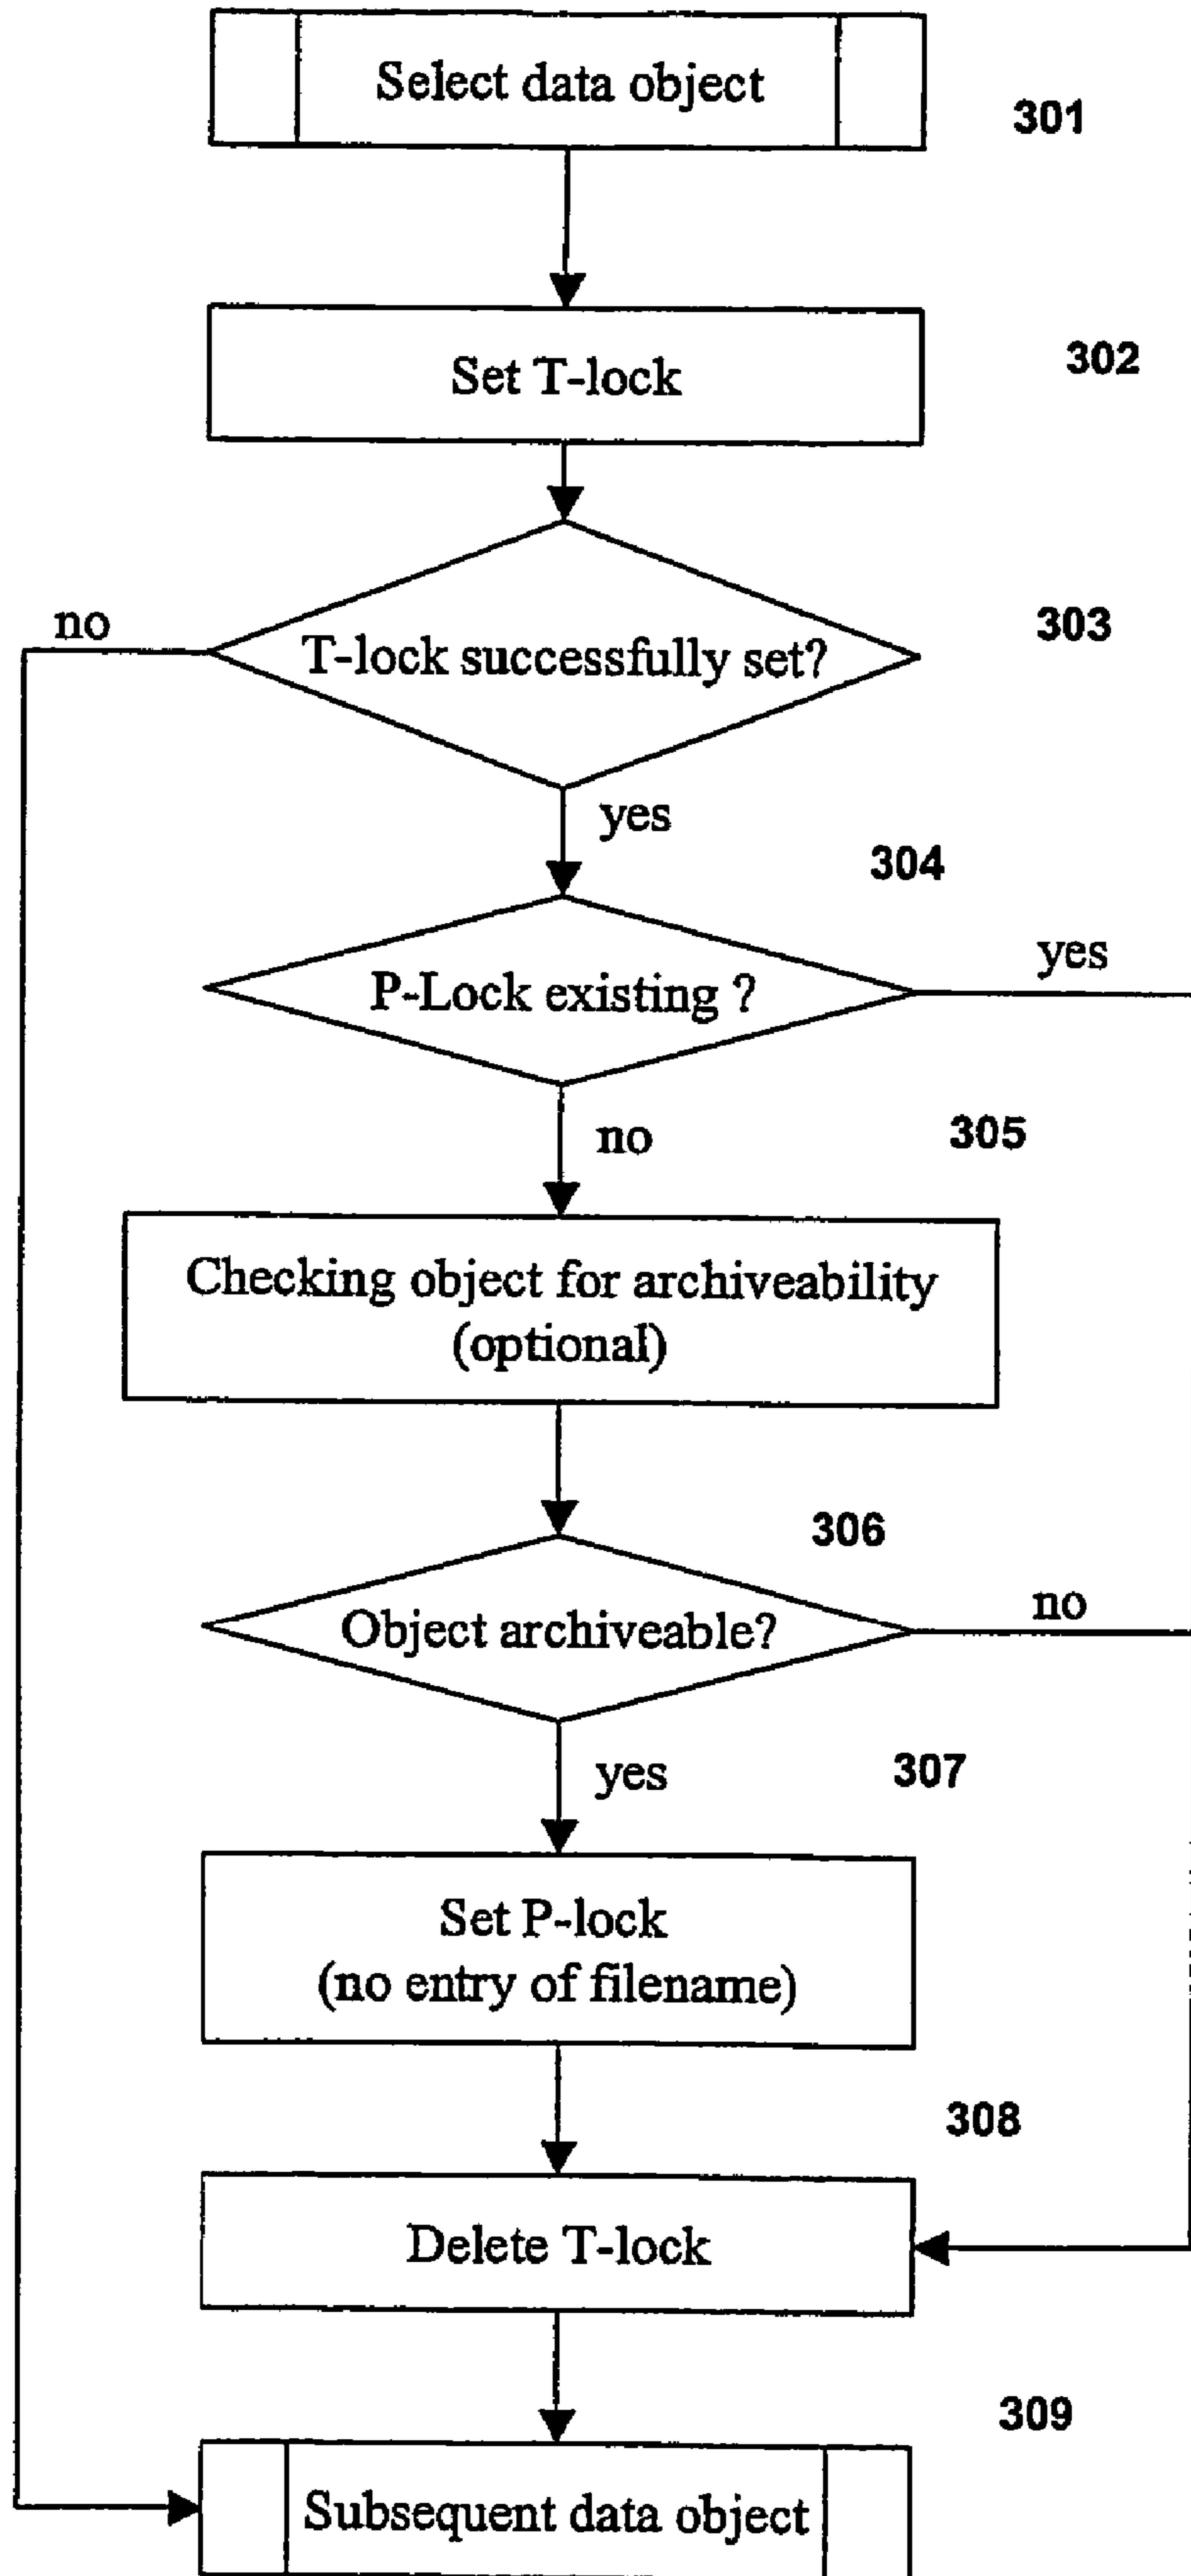 Select data object
301
Set T-lock
302
T-lock successfully set?
303
no
yes
304
P-Lock existing ?
yes
no
305
Checking object for archiveability
(optional)
306
Object archiveable?
no
yes
307
Set P-lock
(no entry of filename)
308
Delete T-lock
309
Subsequent data object